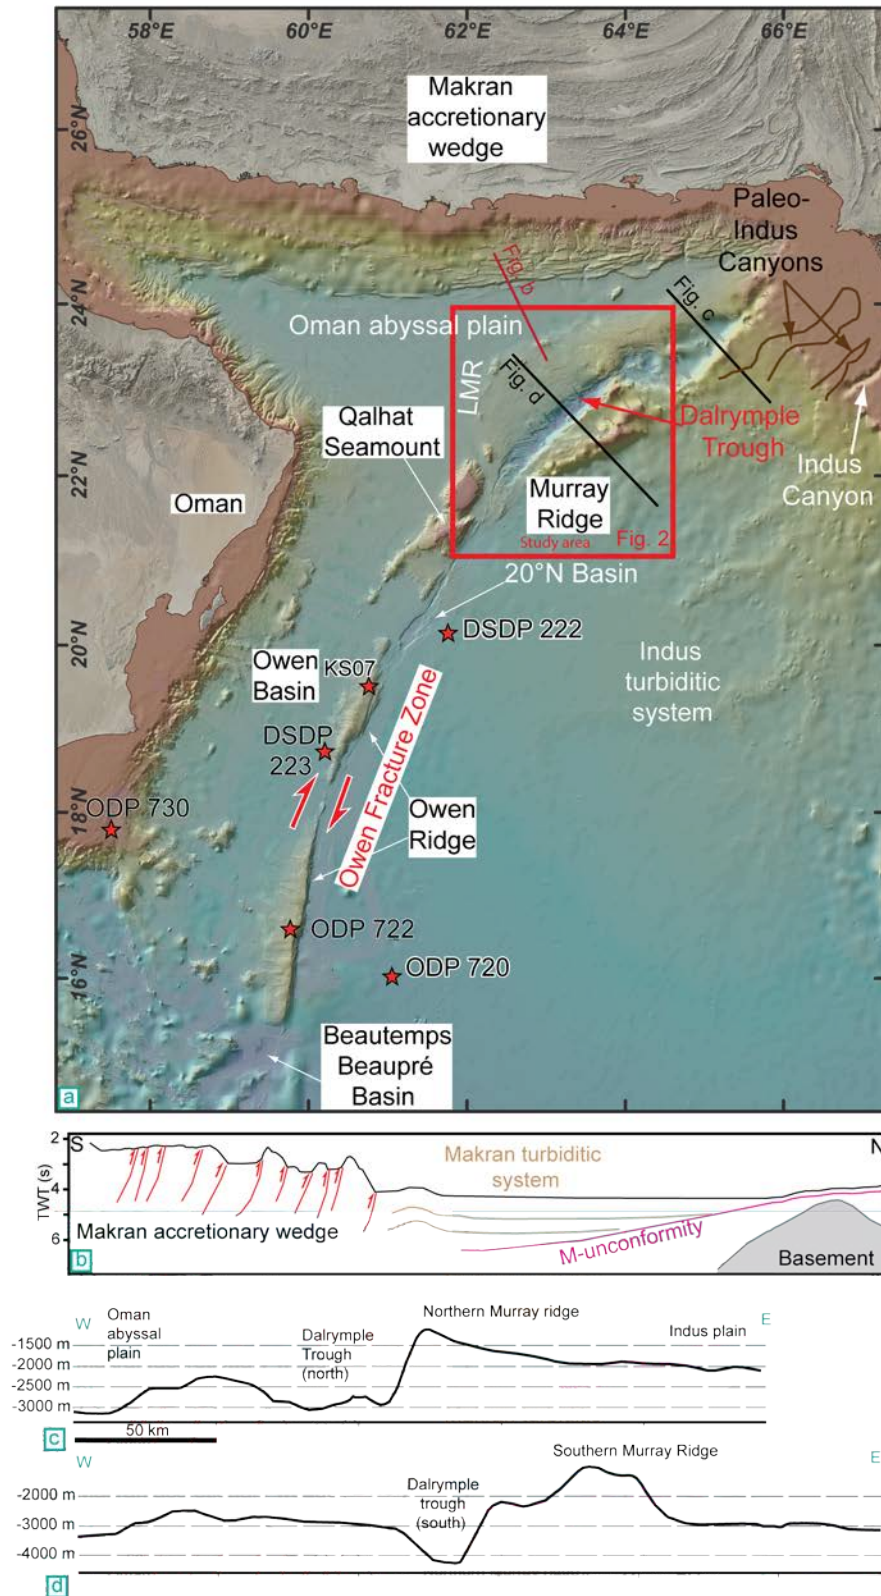 58°E
60°E
62°E
64°E
66°E
26°N
24°N
22°N
20°N
18°N
16°N
Makran
accretionary
wedge
Paleo-
Indus
Canyons
Fig. b
Fig. c
Oman abyssal plain
LMR
Fig. d
Qalhat
Seamount
Dalrymple
Trough
Indus
Canyon
Oman
Murray
Ridge
Study area
Fig. 2
20°N Basin
DSDP 222
Owen
Basin
KS07
Indus
turbiditic
system
DSDP
223
Owen Fracture Zone
ODP 730
Owen
Ridge
ODP 722
ODP 720
Beautemps
Beaupré
Basin
a
S
N
2
4
6
TWT (s)
Makran turbiditic
system
Makran accretionary wedge
M-unconformity
Basement
b
W
E
Oman
abyssal
plain
Dalrymple
Trough
(north)
Northern Murray ridge
Indus plain
-1500 m
-2000 m
-2500 m
-3000 m
50 km
c
W
E
Southern Murray Ridge
Dalrymple
trough
(south)
-2000 m
-3000 m
-4000 m
d